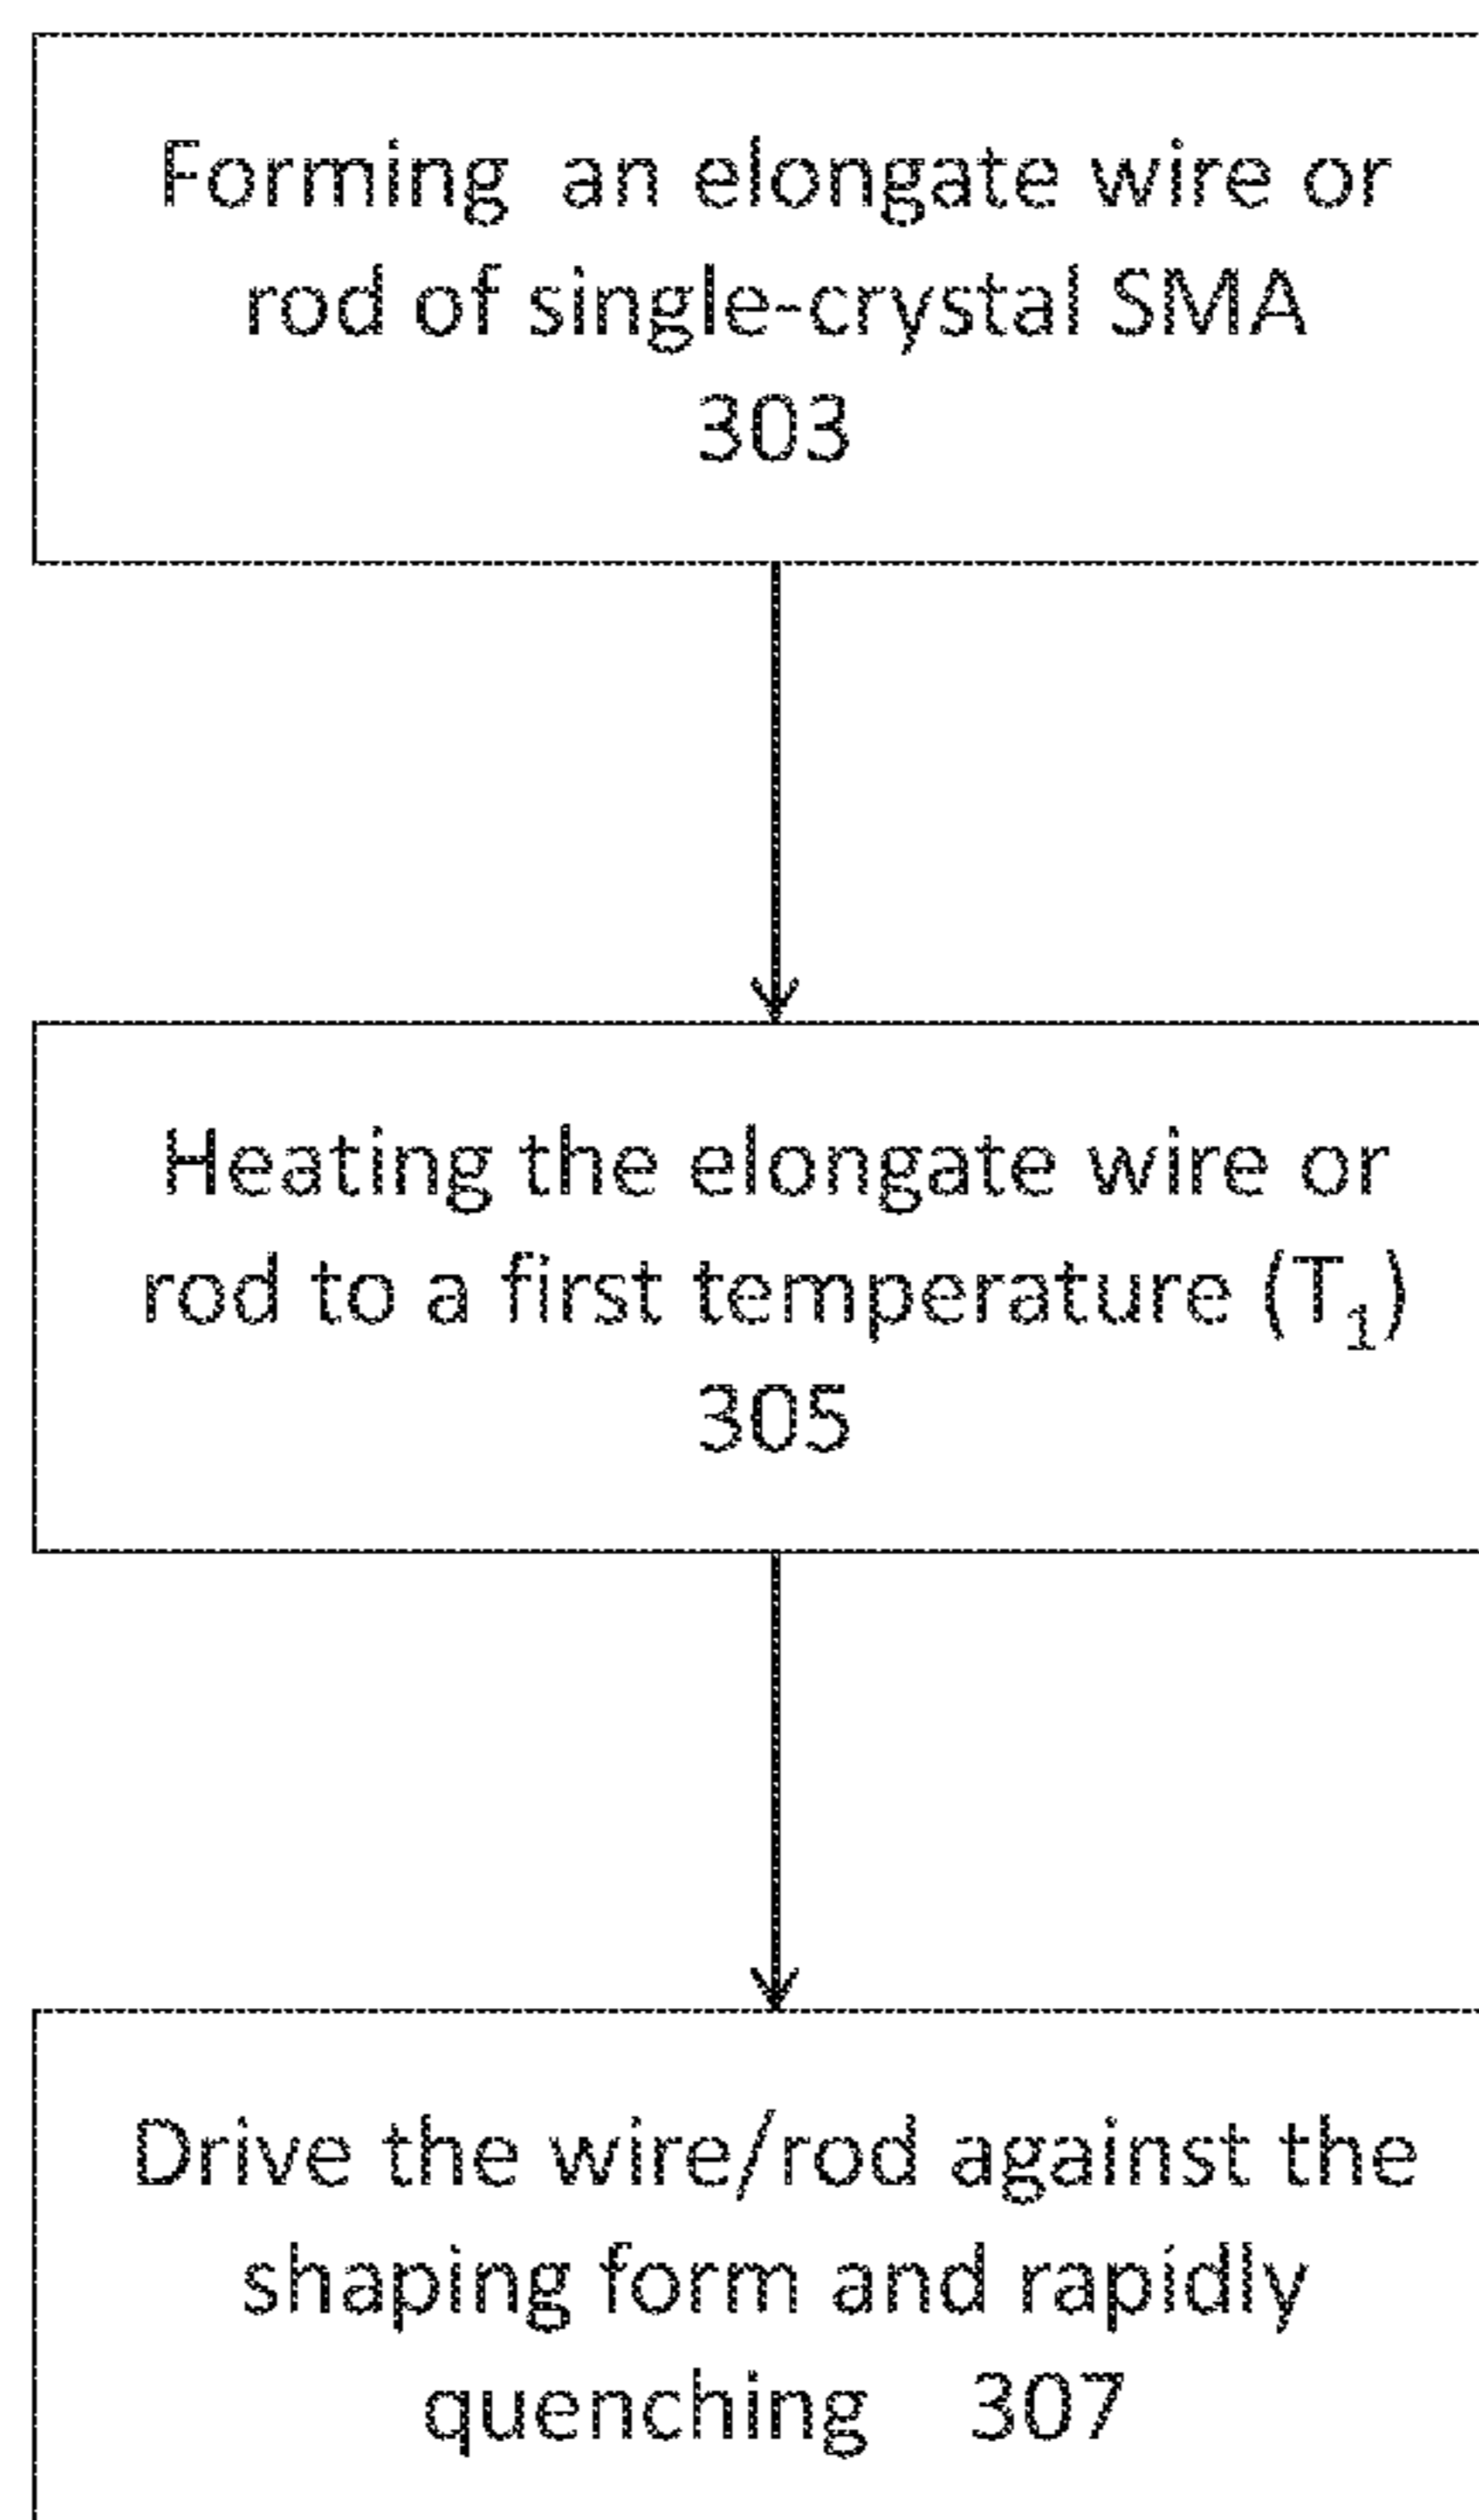 Forming an elongate wire or
rod of single-crystal SMA
303
Heating the elongate wire or
rod to a first temperature (T₁)
305
Drive the wire/rod against the
shaping form and rapidly
quenching 307